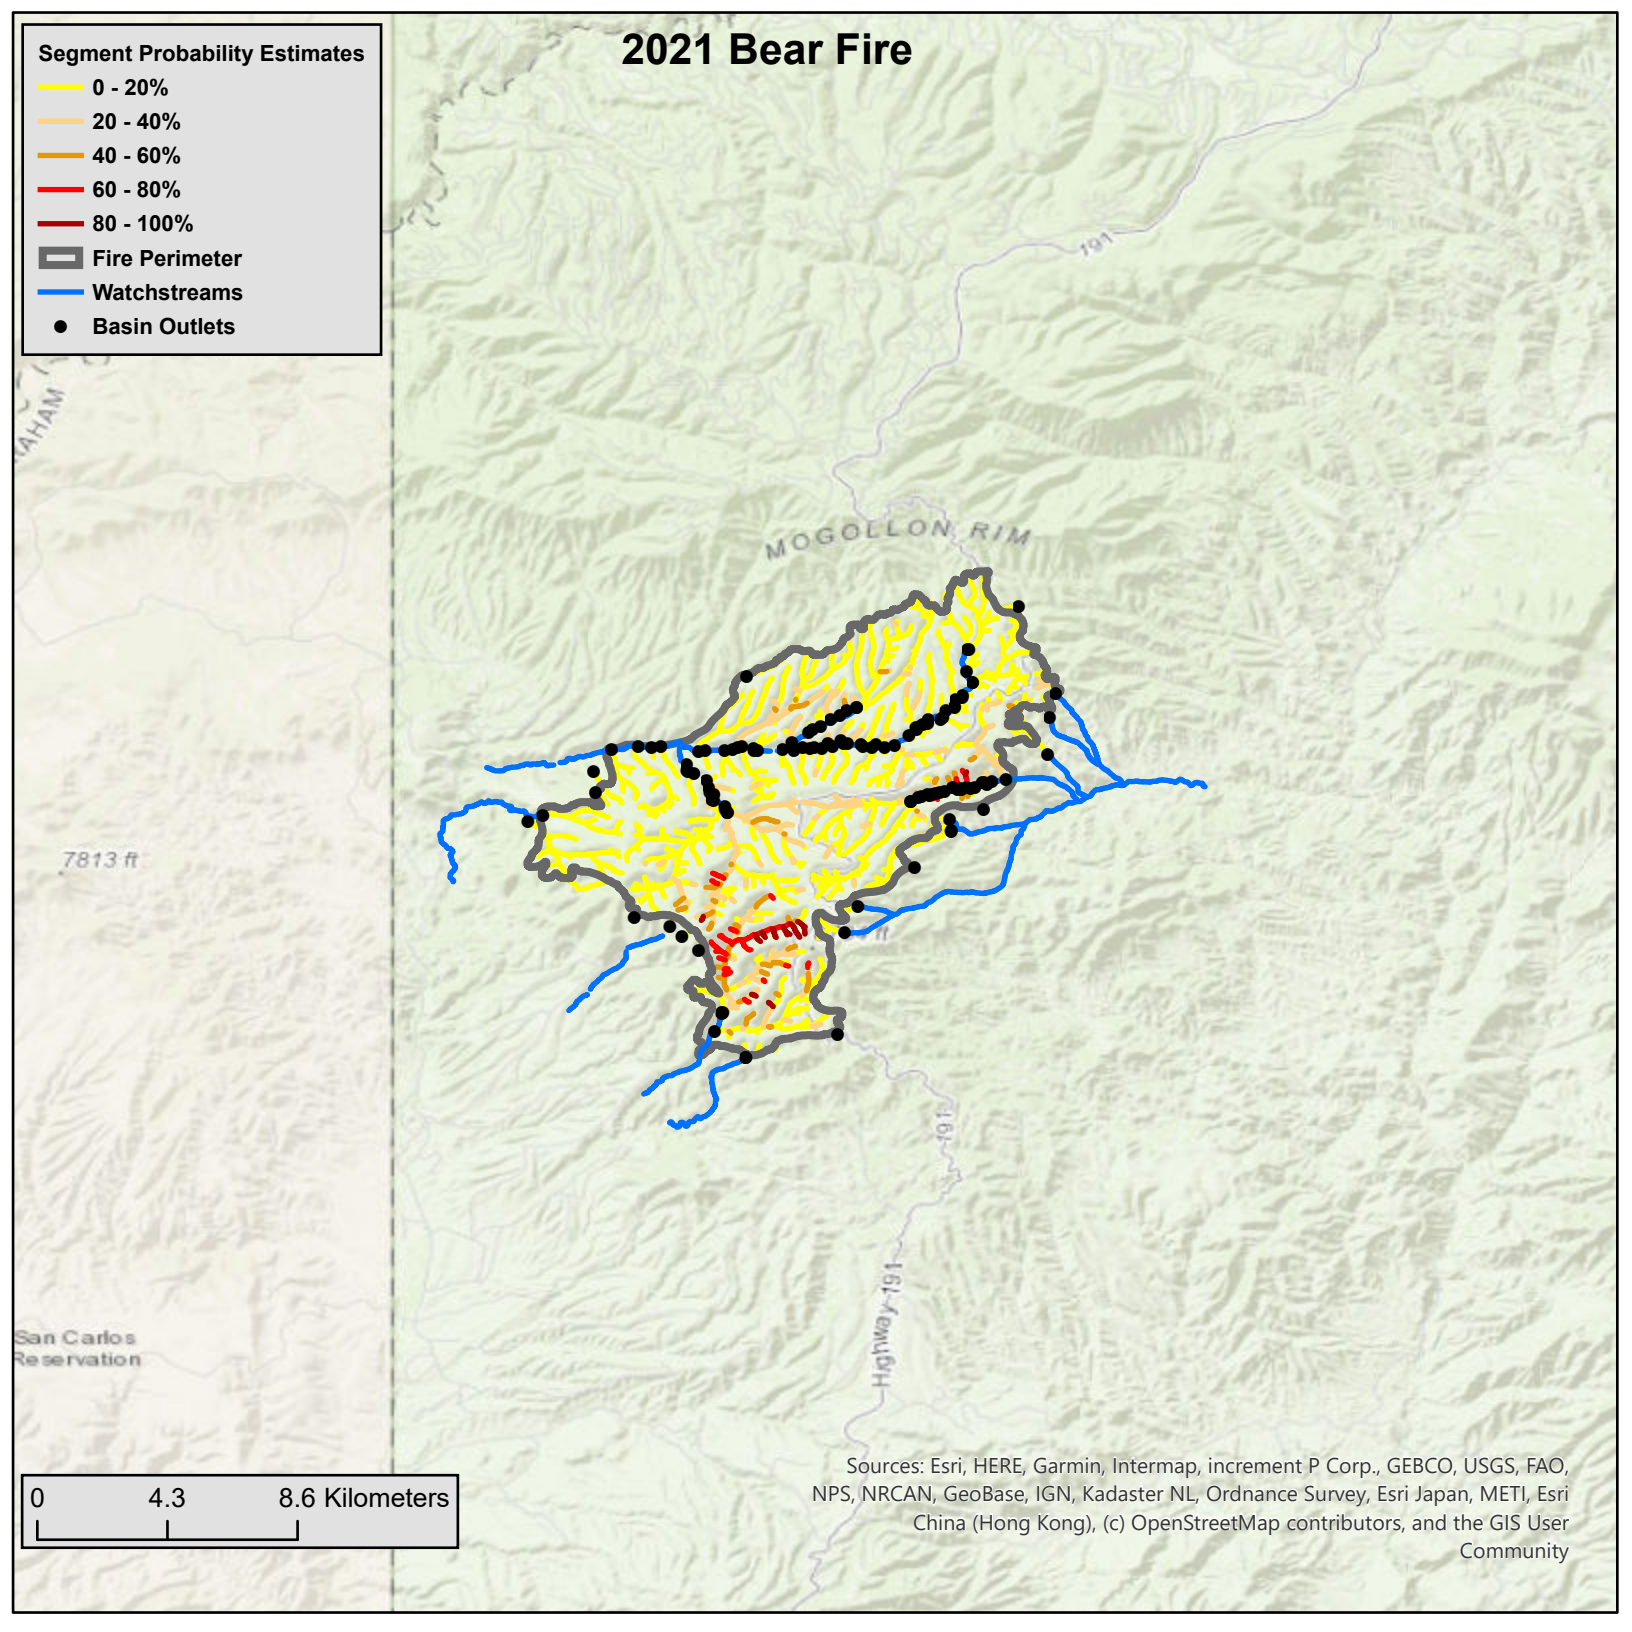 2021 Bear Fire
Segment Probability Estimates
0 - 20%
20 - 40%
40 - 60%
60 - 80%
80 - 100%
Fire Perimeter
Watchstreams
Basin Outlets
191
MOGOLLON RIM
7813 ft
ft
191
Highway 191
San Carlos
Reservation
0 4.3 8.6 Kilometers
Sources: Esri, HERE, Garmin, Intermap, increment P Corp., GEBCO, USGS, FAO,
NPS, NRCAN, GeoBase, IGN, Kadaster NL, Ordnance Survey, Esri Japan, METI, Esri
China (Hong Kong), (c) OpenStreetMap contributors, and the GIS User
Community